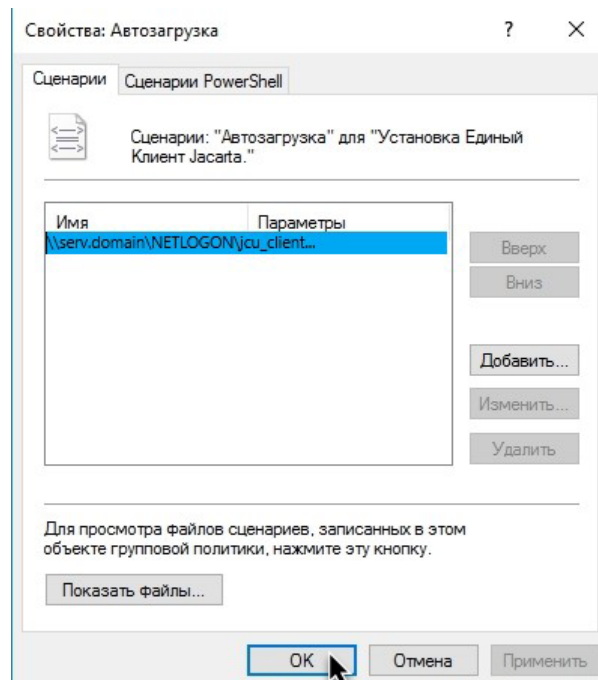 Свойства: Автозагрузка ? ×
Сценарии Сценарии PowerShell
Сценарии: "Автозагрузка" для "Установка Единый
Клиент Jacarta."
Имя Параметры
\\serv.domain\NETLOGON\jcu_client...
Вверх
Вниз
Добавить...
Изменить...
Удалить
Для просмотра файлов сценариев, записанных в этом
объекте групповой политики, нажмите эту кнопку.
Показать файлы...
OK Отмена Применить